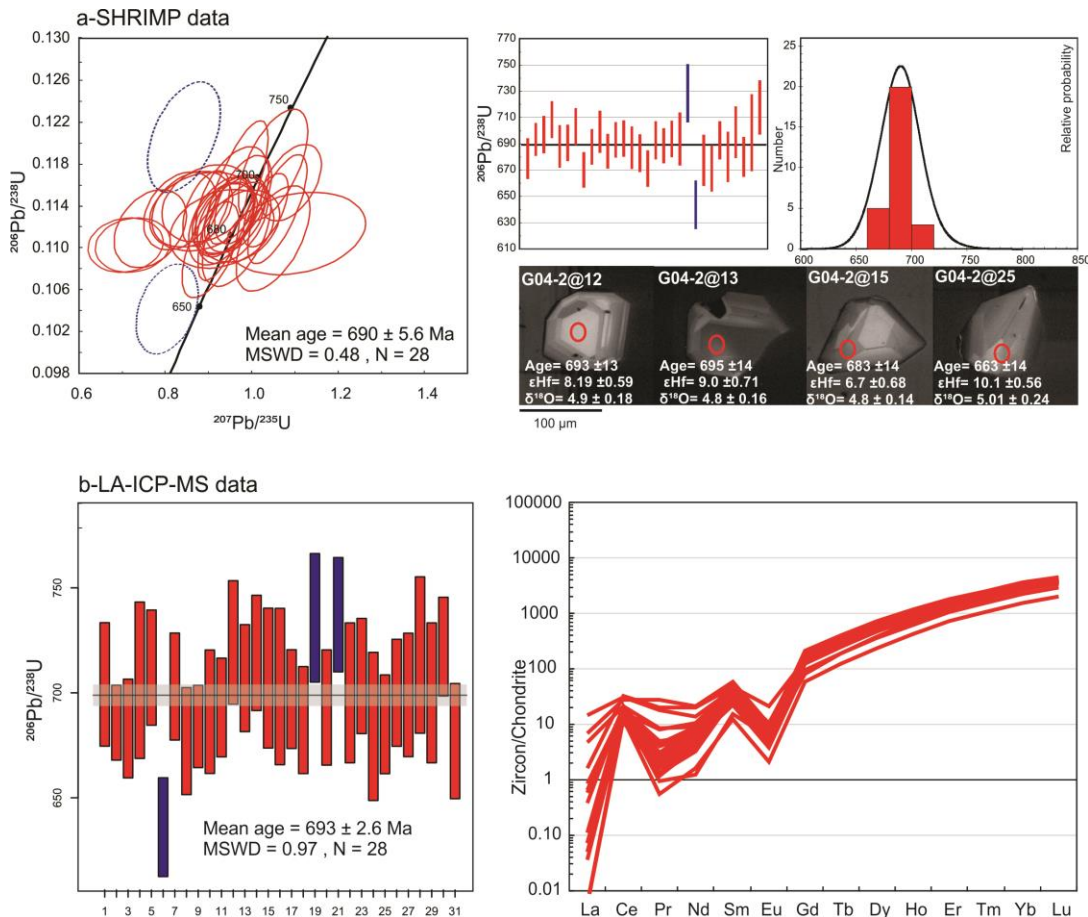 a-SHRIMP data
0.130
0.126
0.122
0.118
0.114
0.110
0.106
0.102
0.098
²⁰⁶Pb/²³⁸U
750
700
680
650
Mean age = 690 ± 5.6 Ma
MSWD = 0.48 , N = 28
0.6
0.8
1.0
1.2
1.4
²⁰⁷Pb/²³⁵U
770
750
730
710
690
670
650
630
610
²⁰⁶Pb/²³⁸U
25
20
15
10
5
0
Number
Relative probability
600
650
700
750
800
850
G04-2@12
Age= 693 ±13
εHf= 8.19 ±0.59
δ¹⁸O= 4.9 ± 0.18
G04-2@13
Age= 695 ±14
εHf= 9.0 ±0.71
δ¹⁸O= 4.8 ± 0.16
G04-2@15
Age= 683 ±14
εHf= 6.7 ±0.68
δ¹⁸O= 4.8 ± 0.14
G04-2@25
Age= 663 ±14
εHf= 10.1 ±0.56
δ¹⁸O= 5.01 ± 0.24
100 µm
b-LA-ICP-MS data
750
700
650
²⁰⁶Pb/²³⁸U
Mean age = 693 ± 2.6 Ma
MSWD = 0.97 , N = 28
1 3 5 7 9 11 13 15 17 19 21 23 25 27 29 31
100000
10000
1000
100
10
1
0.10
0.01
Zircon/Chondrite
La Ce Pr Nd Sm Eu Gd Tb Dy Ho Er Tm Yb Lu